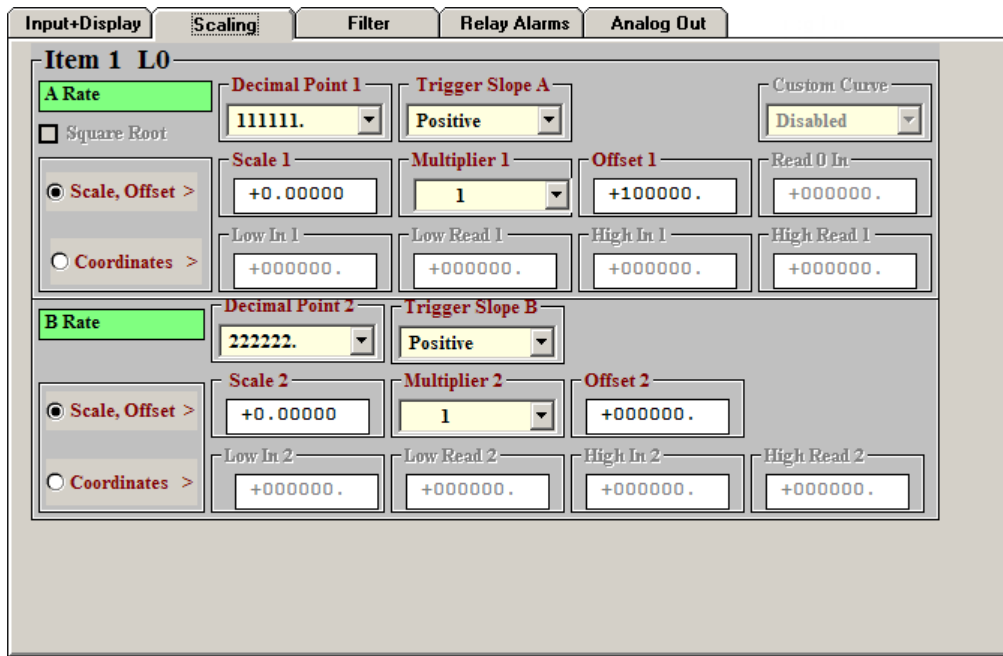 Input+Display Scaling Filter Relay Alarms Analog Out
Item 1 L0
A Rate Decimal Point 1 Trigger Slope A Custom Curve
Square Root 111111. Positive Disabled
Scale 1 Multiplier 1 Offset 1 Read 0 In
Scale, Offset > +0.00000 1 +100000. +000000.
Low In 1 Low Read 1 High In 1 High Read 1
Coordinates > +000000. +000000. +000000. +000000.
B Rate Decimal Point 2 Trigger Slope B
222222. Positive
Scale 2 Multiplier 2 Offset 2
Scale, Offset > +0.00000 1 +000000.
Low In 2 Low Read 2 High In 2 High Read 2
Coordinates > +000000. +000000. +000000. +000000.